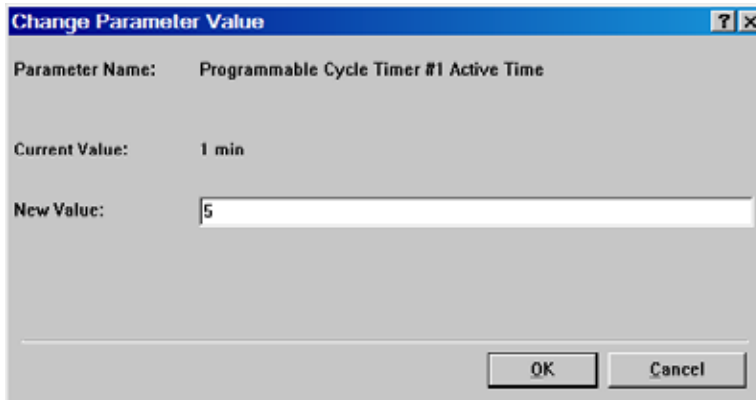 Change Parameter Value
Parameter Name: Programmable Cycle Timer #1 Active Time
Current Value: 1 min
New Value: 5
OK Cancel